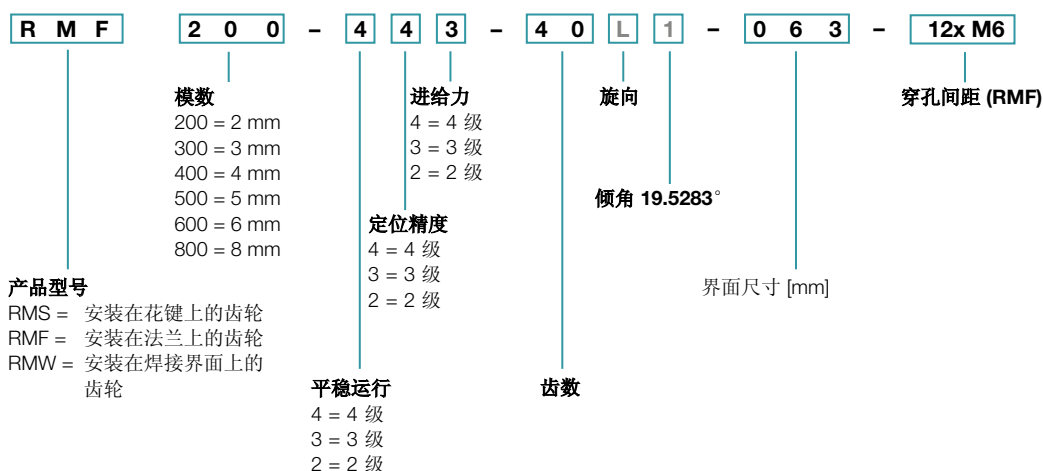 R M F 2 0 0 – 4 4 3 – 4 0 L 1 – 0 6 3 – 12x M6
模数
200 = 2 mm
300 = 3 mm
400 = 4 mm
500 = 5 mm
600 = 6 mm
800 = 8 mm
进给力
4 = 4 级
3 = 3 级
2 = 2 级
旋向
穿孔间距 (RMF)
倾角 19.5283°
定位精度
4 = 4 级
3 = 3 级
2 = 2 级
界面尺寸 [mm]
产品型号
RMS = 安装在花键上的齿轮
RMF = 安装在法兰上的齿轮
RMW = 安装在焊接界面上的
齿轮
平稳运行
4 = 4 级
3 = 3 级
2 = 2 级
齿数